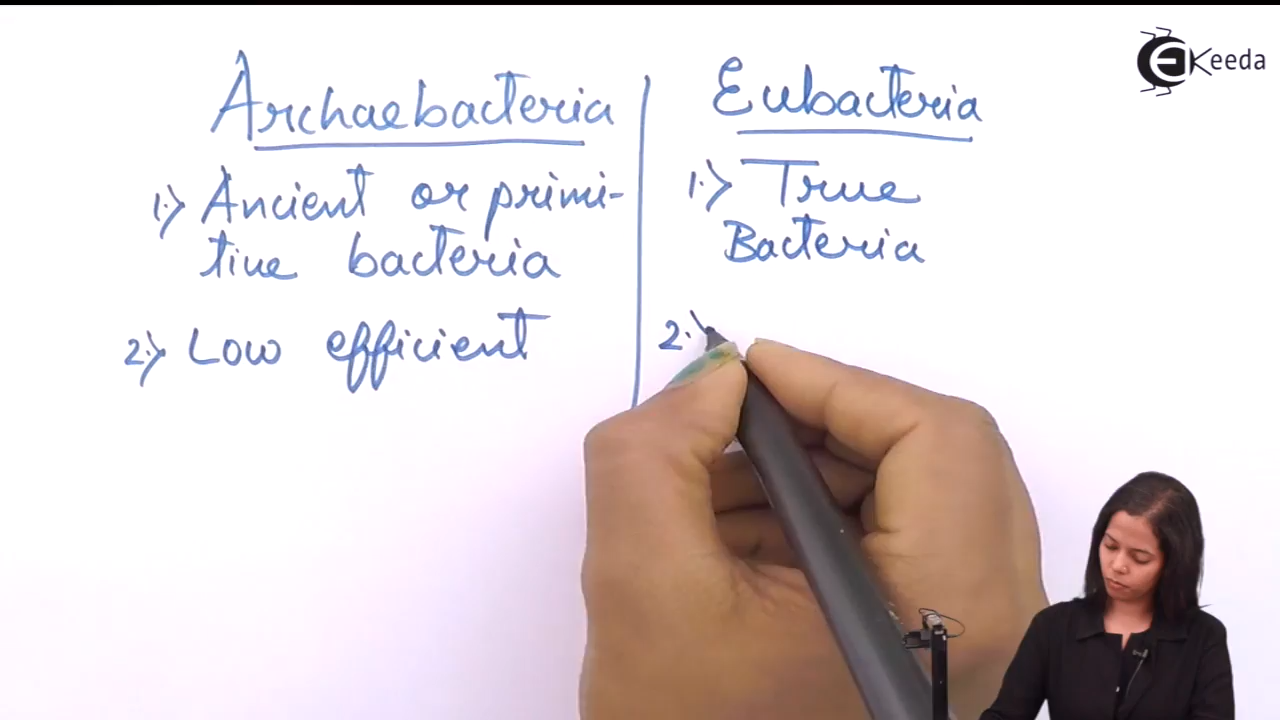 Archaebacteria
1.) Ancient or primi-
tive bacteria
2.) Low efficient
Eubacteria
1.) True
Bacteria
2.)
EKeeda